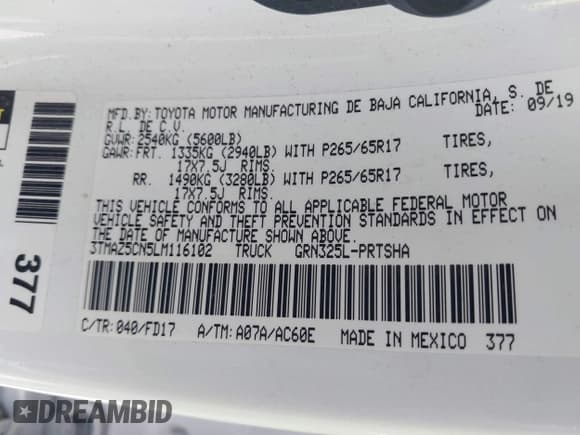 MFD.BY:TOYOTA MOTOR MANUFACTURING DE BAJA CALIFORNIA, S. DE
R.L. DE C.V. DATE: 09/19
GVWR: 2540KG (5600LB)
GAWR:FRT. 1335KG (2940LB) WITH P265/65R17 TIRES,
17X7.5J RIMS
RR. 1490KG (3280LB) WITH P265/65R17 TIRES,
17X7.5J RIMS
THIS VEHICLE CONFORMS TO ALL APPLICABLE FEDERAL MOTOR
VEHICLE SAFETY AND THEFT PREVENTION STANDARDS IN EFFECT ON
THE DATE OF MANUFACTURE SHOWN ABOVE.
3TMAZ5CN5LM116102 TRUCK GRN325L-PRTSHA
C/TR: 040/FD17 A/TM: A07A/AC60E MADE IN MEXICO 377
377
DREAMBID